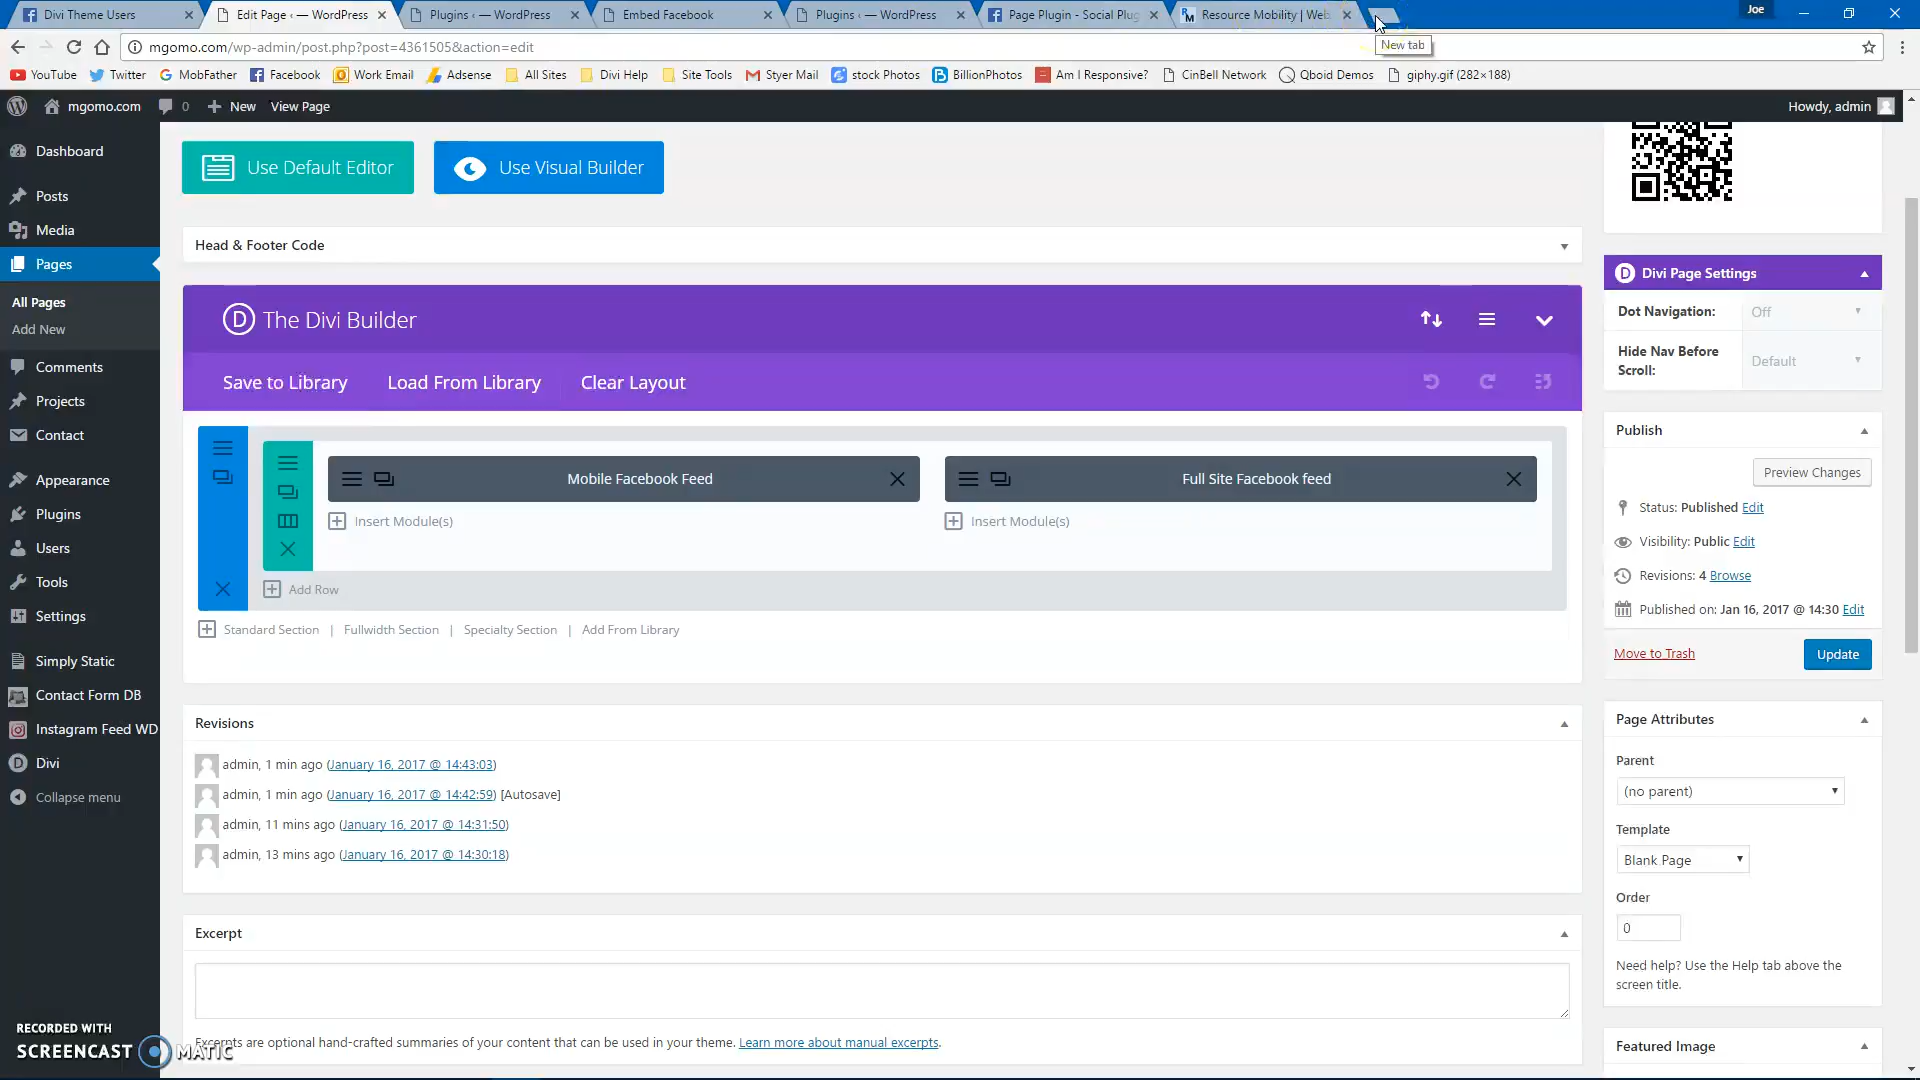 Divi Theme Users
Edit Page ‹ — WordPress
Plugins ‹ — WordPress
Embed Facebook
Plugins ‹ — WordPress
Page Plugin - Social Plug
Resource Mobility | Web
Joe
mgomo.com/wp-admin/post.php?post=4361505&action=edit
New tab
YouTube
Twitter
MobFather
Facebook
Work Email
Adsense
All Sites
Divi Help
Site Tools
Styer Mail
stock Photos
BillionPhotos
Am I Responsive?
CinBell Network
Qboid Demos
giphy.gif (282×188)
mgomo.com
0
New
View Page
Howdy, admin
Dashboard
Posts
Media
Pages
All Pages
Add New
Comments
Projects
Contact
Appearance
Plugins
Users
Tools
Settings
Simply Static
Contact Form DB
Instagram Feed WD
Divi
Collapse menu
Use Default Editor
Use Visual Builder
Head & Footer Code
D The Divi Builder
Save to Library
Load From Library
Clear Layout
Mobile Facebook Feed
Full Site Facebook feed
Insert Module(s)
Insert Module(s)
Add Row
Standard Section | Fullwidth Section | Specialty Section | Add From Library
Revisions
admin, 1 min ago (January 16, 2017 @ 14:43:03)
admin, 1 min ago (January 16, 2017 @ 14:42:59) [Autosave]
admin, 11 mins ago (January 16, 2017 @ 14:31:50)
admin, 13 mins ago (January 16, 2017 @ 14:30:18)
Excerpt
Excerpts are optional hand-crafted summaries of your content that can be used in your theme. Learn more about manual excerpts.
D Divi Page Settings
Dot Navigation:
Off
Hide Nav Before
Scroll:
Default
Publish
Preview Changes
Status: Published Edit
Visibility: Public Edit
Revisions: 4 Browse
Published on: Jan 16, 2017 @ 14:30 Edit
Move to Trash
Update
Page Attributes
Parent
(no parent)
Template
Blank Page
Order
0
Need help? Use the Help tab above the
screen title.
Featured Image
RECORDED WITH
SCREENCAST MATIC